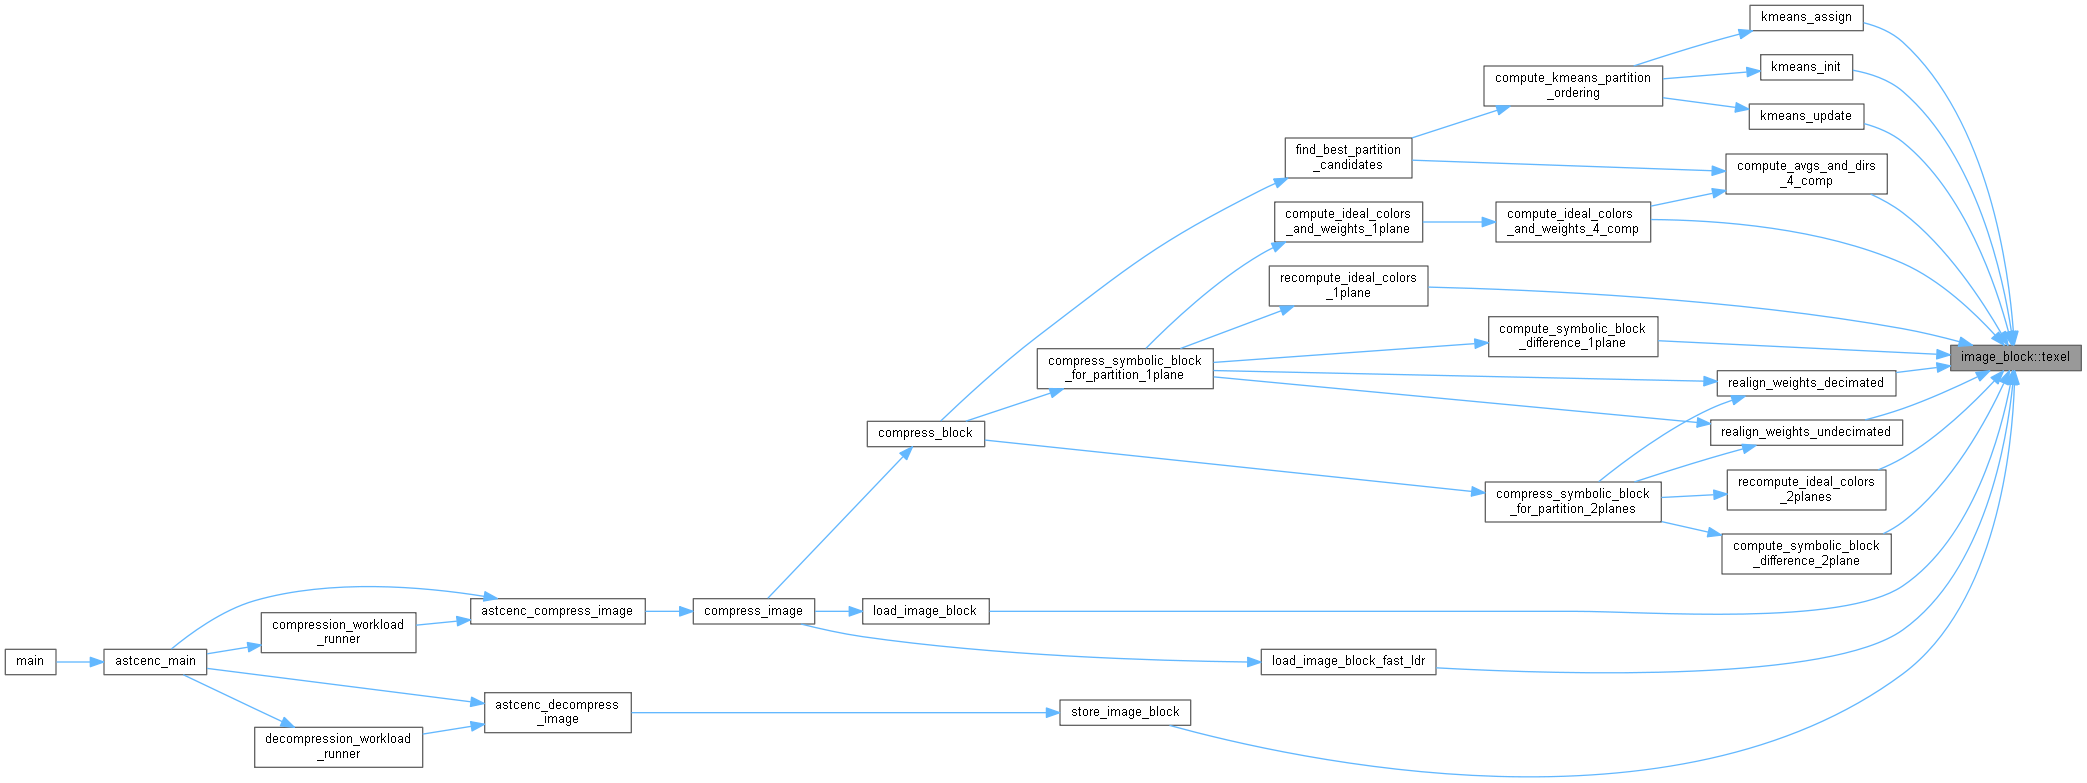 kmeans_assign
kmeans_init
compute_kmeans_partition
_ordering
kmeans_update
find_best_partition
_candidates
compute_avgs_and_dirs
_4_comp
compute_ideal_colors
_and_weights_1plane
compute_ideal_colors
_and_weights_4_comp
recompute_ideal_colors
_1plane
compute_symbolic_block
_difference_1plane
image_block::texel
compress_symbolic_block
_for_partition_1plane
realign_weights_decimated
compress_block
realign_weights_undecimated
recompute_ideal_colors
_2planes
compress_symbolic_block
_for_partition_2planes
compute_symbolic_block
_difference_2plane
astcenc_compress_image
compress_image
load_image_block
compression_workload
_runner
main
astcenc_main
load_image_block_fast_ldr
astcenc_decompress
_image
store_image_block
decompression_workload
_runner